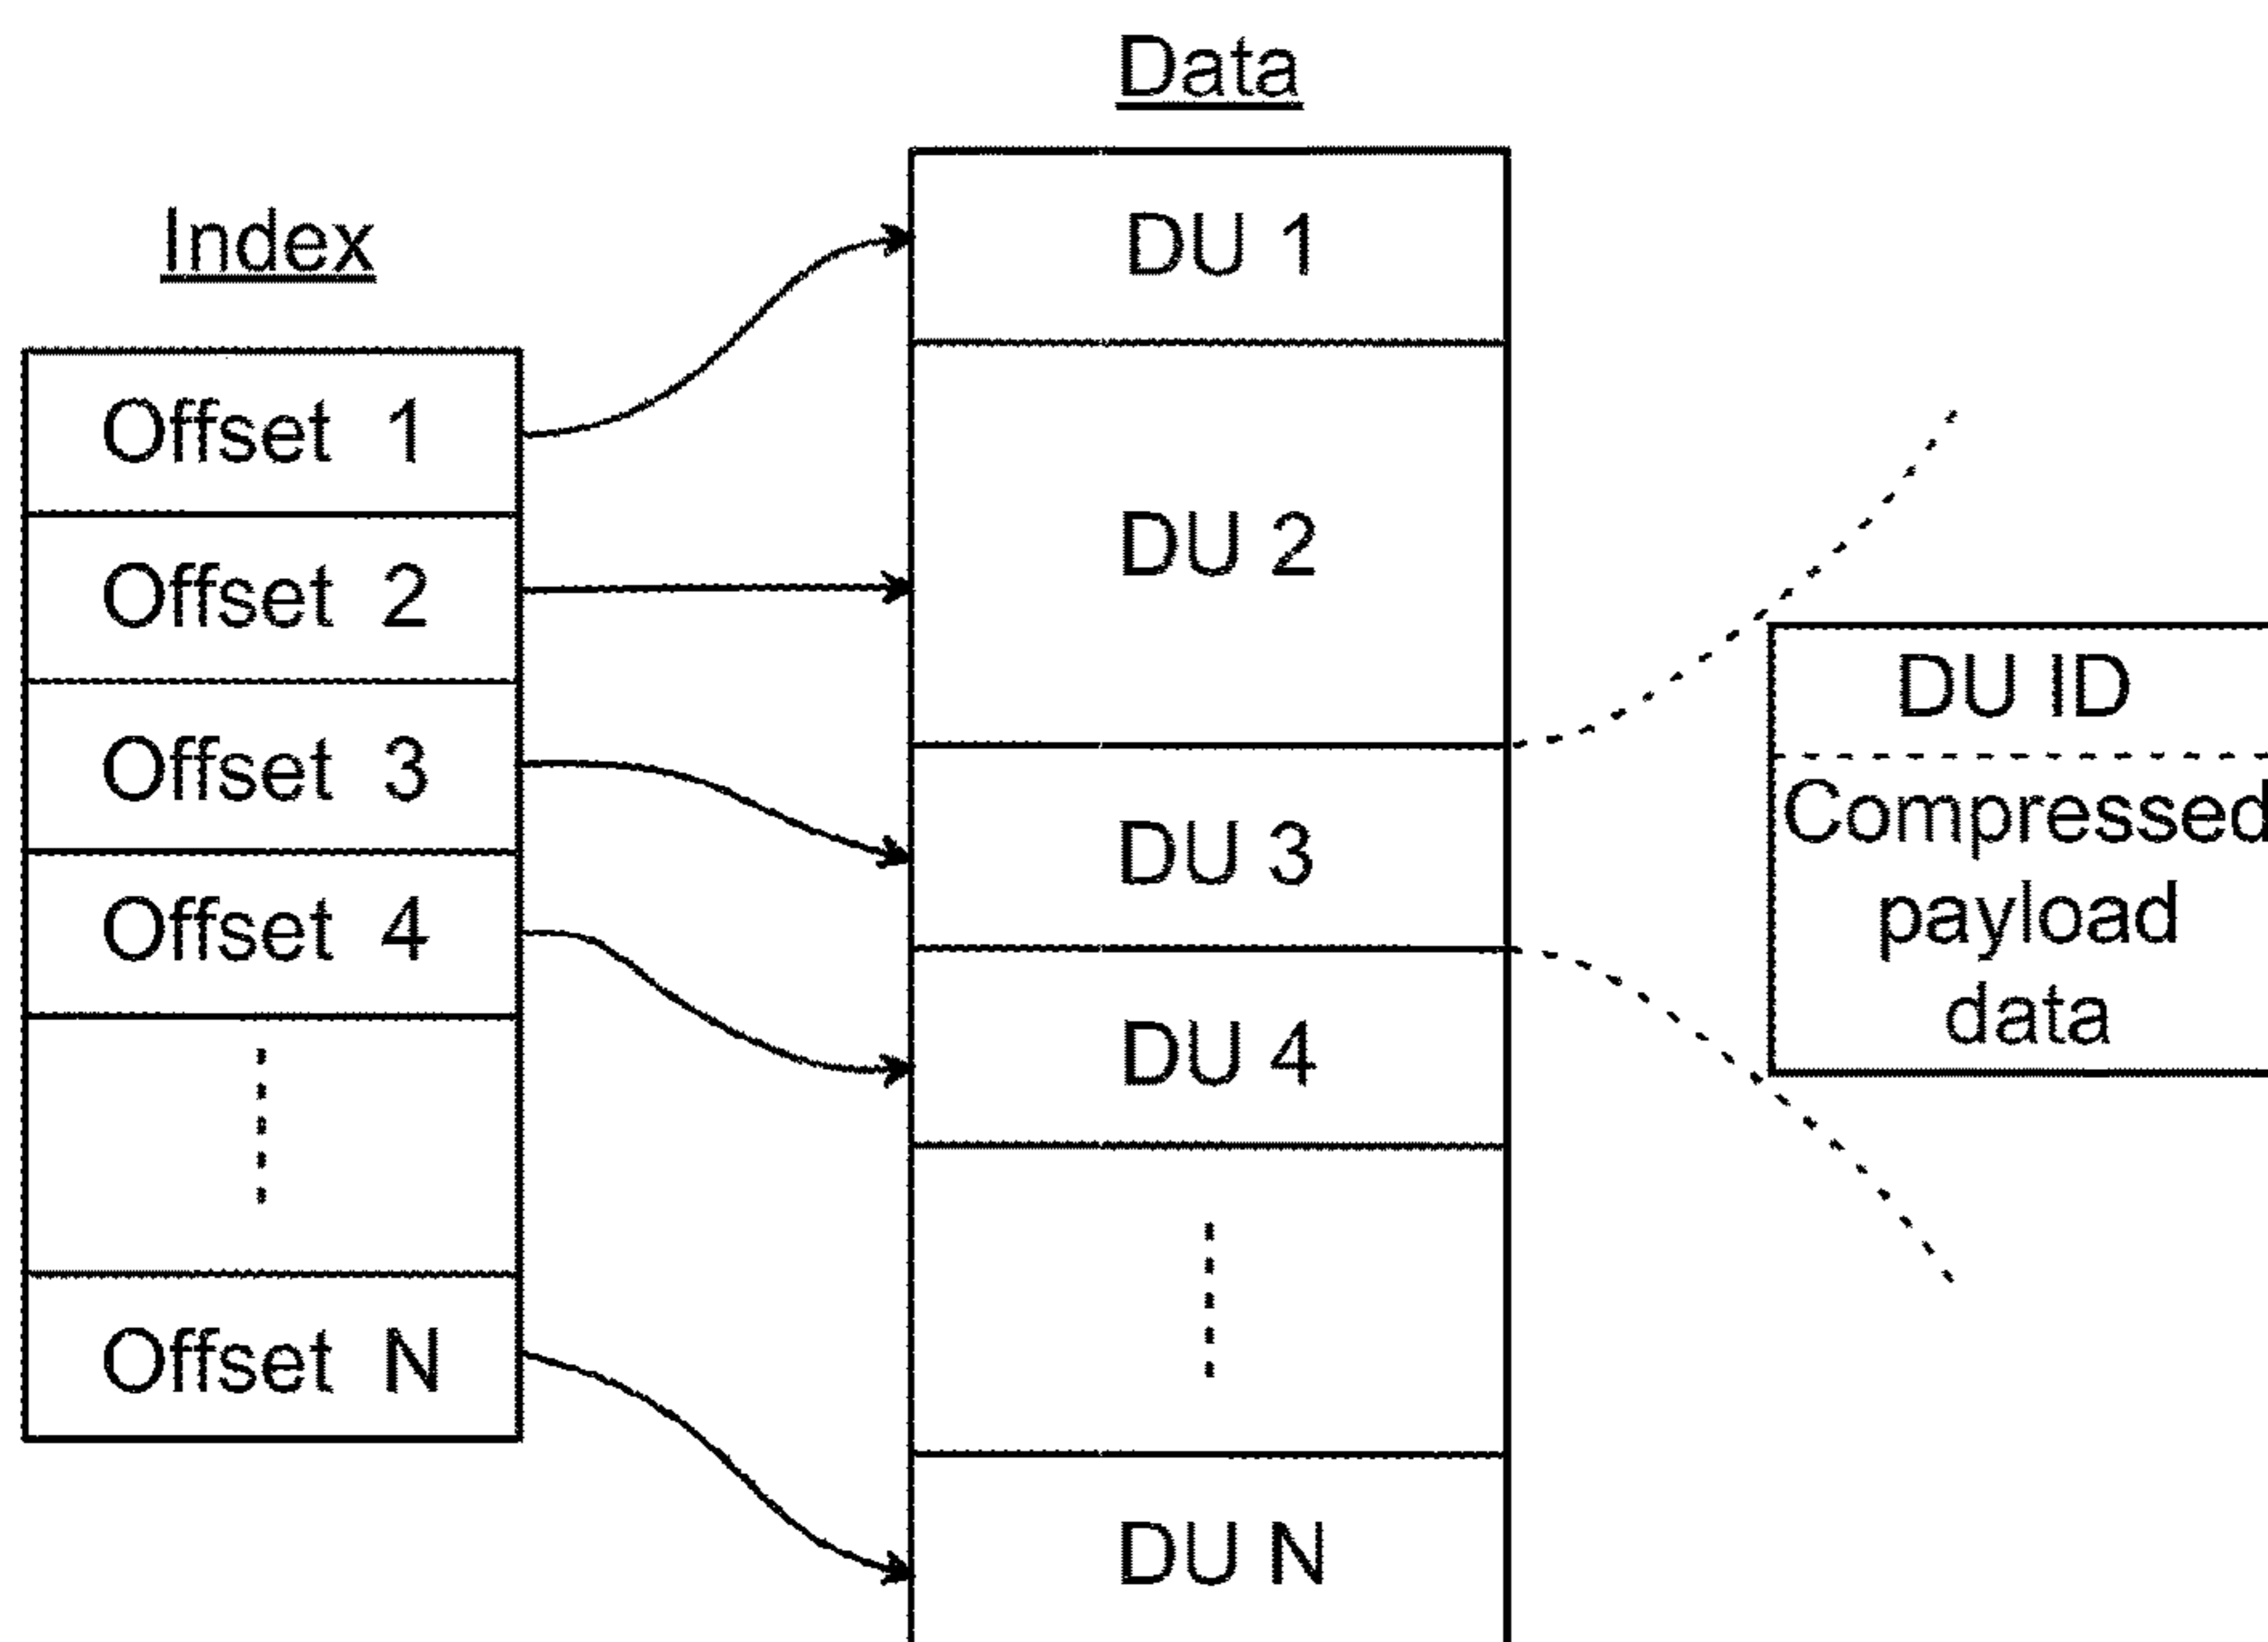 Data
Index
DU 1
Offset 1
DU 2
Offset 2
DU ID
Offset 3
Compressed
DU 3
payload
Offset 4
data
DU 4
Offset N
DU N